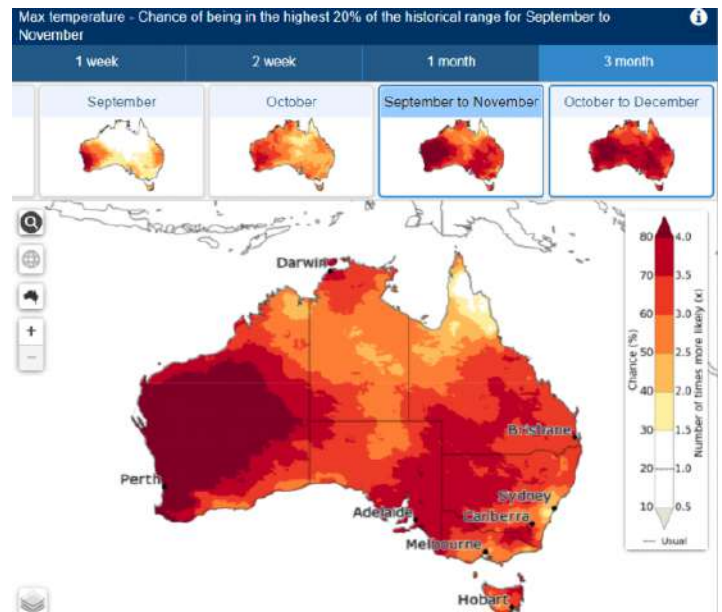 Max temperature - Chance of being in the highest 20% of the historical range for September to
November
1 week
2 week
1 month
3 month
September
October
September to November
October to December
Darwin
Brisbane
Perth
Sydney
Adelaide
Canberra
Melbourne
Hobart
+
−
Chance (%)
80
70
60
50
40
30
20
10
4.0
3.5
3.0
2.5
2.0
1.5
1.0
0.5
Number of times more likely (x)
— Usual